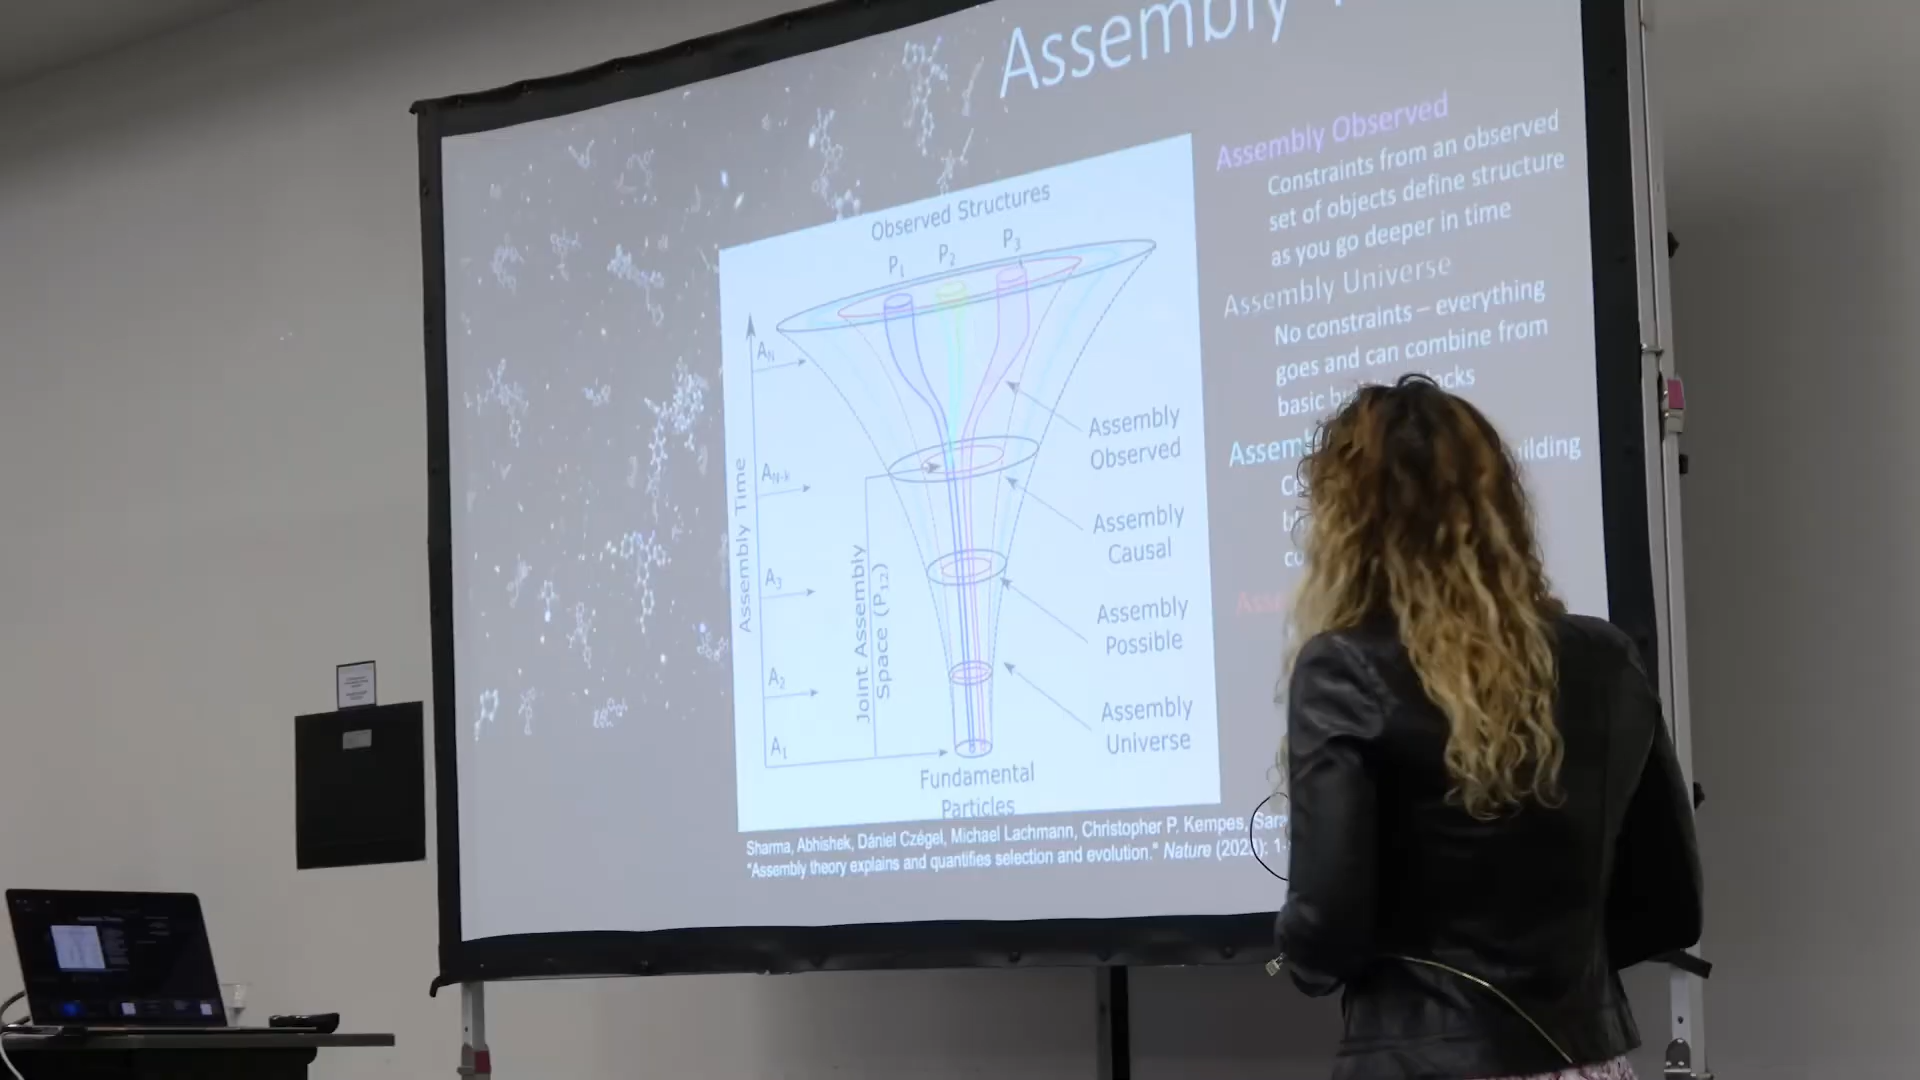 Assembly
Observed Structures
P1
P2
P3
AN
AN-k
A3
A2
A1
Assembly Time
Joint Assembly
Space (P12)
Assembly
Observed
Assembly
Causal
Assembly
Possible
Assembly
Universe
Fundamental
Particles
Assembly Observed
Constraints from an observed
set of objects define structure
as you go deeper in time
Assembly Universe
No constraints – everything
goes and can combine from
basic
Sharma, Abhishek, Dániel Czégel, Michael Lachmann, Christopher P. Kempes,
"Assembly theory explains and quantifies selection and evolution." Nature